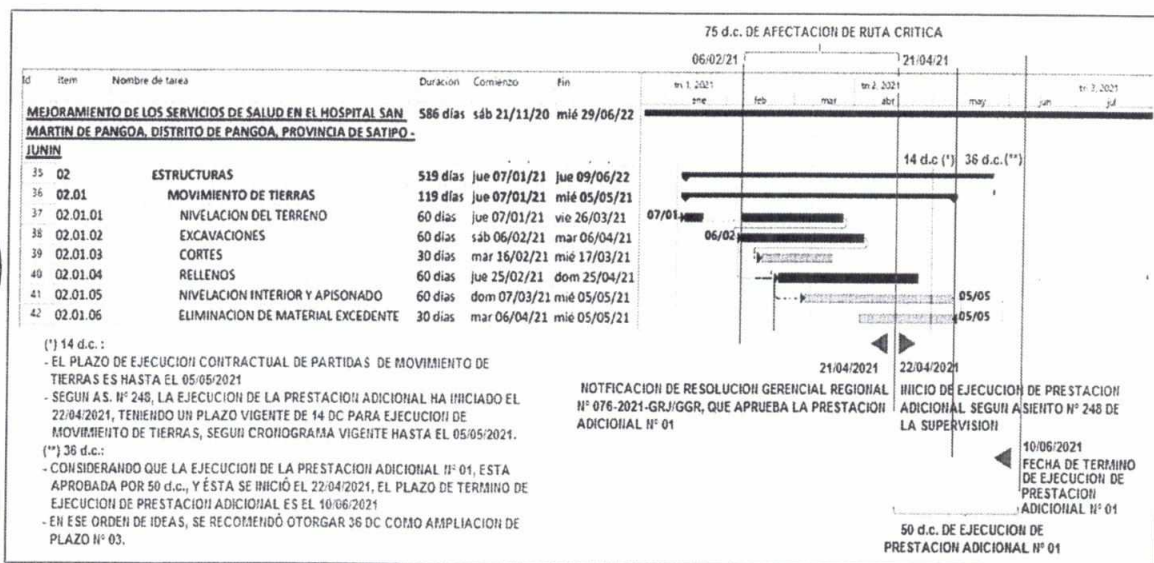 75 d.c. DE AFECTACION DE RUTA CRITICA
06/02/21 21/04/21
Id Item Nombre de tarea Duración Comienzo Fin tri 1, 2021 tri 2, 2021 tri 3, 2021
ene feb mar abr may jun jul
MEJORAMIENTO DE LOS SERVICIOS DE SALUD EN EL HOSPITAL SAN 586 días sáb 21/11/20 mié 29/06/22
MARTIN DE PANGOA, DISTRITO DE PANGOA, PROVINCIA DE SATIPO -
JUNIN
14 d.c (*) 36 d.c.(**)
35 02 ESTRUCTURAS 519 días jue 07/01/21 jue 09/06/22
36 02.01 MOVIMIENTO DE TIERRAS 119 días jue 07/01/21 mié 05/05/21
37 02.01.01 NIVELACION DEL TERRENO 60 días jue 07/01/21 vie 26/03/21 07/01
38 02.01.02 EXCAVACIONES 60 días sáb 06/02/21 mar 06/04/21 06/02
39 02.01.03 CORTES 30 días mar 16/02/21 mié 17/03/21
40 02.01.04 RELLENOS 60 días jue 25/02/21 dom 25/04/21
41 02.01.05 NIVELACION INTERIOR Y APISONADO 60 días dom 07/03/21 mié 05/05/21 05/05
42 02.01.06 ELIMINACION DE MATERIAL EXCEDENTE 30 días mar 06/04/21 mié 05/05/21 05/05
(*) 14 d.c. :
- EL PLAZO DE EJECUCION CONTRACTUAL DE PARTIDAS DE MOVIMIENTO DE
TIERRAS ES HASTA EL 05/05/2021
- SEGUN AS. N° 248, LA EJECUCION DE LA PRESTACION ADICIONAL HA INICIADO EL
22/04/2021, TENIENDO UN PLAZO VIGENTE DE 14 DC PARA EJECUCION DE
MOVIMIENTO DE TIERRAS, SEGUN CRONOGRAMA VIGENTE HASTA EL 05/05/2021.
(**) 36 d.c.:
- CONSIDERANDO QUE LA EJECUCION DE LA PRESTACION ADICIONAL N° 01, ESTA
APROBADA POR 50 d.c., Y ÉSTA SE INICIÓ EL 22/04/2021, EL PLAZO DE TERMINO DE
EJECUCION DE PRESTACION ADICIONAL ES EL 10/06/2021
- EN ESE ORDEN DE IDEAS, SE RECOMENDÓ OTORGAR 36 DC COMO AMPLIACION DE
PLAZO N° 03.
21/04/2021
NOTFICACION DE RESOLUCION GERENCIAL REGIONAL
N° 076-2021-GRJ/GGR, QUE APRUEBA LA PRESTACION
ADICIONAL N° 01
22/04/2021
INICIO DE EJECUCION DE PRESTACION
ADICIONAL SEGUN ASIENTO N° 248 DE
LA SUPERVISION
10/06/2021
FECHA DE TERMINO
DE EJECUCION DE
PRESTACION
ADICIONAL N° 01
50 d.c. DE EJECUCION DE
PRESTACION ADICIONAL N° 01